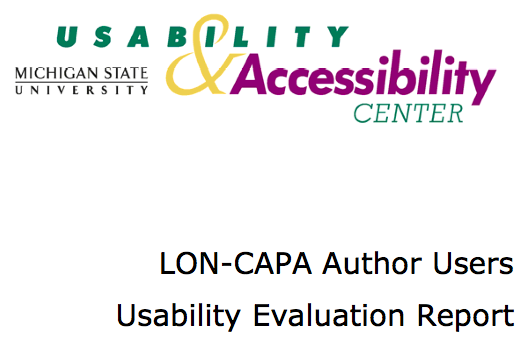 USABILITY
MICHIGAN STATE
UNIVERSITY
& Accessibility
CENTER
LON-CAPA Author Users
Usability Evaluation Report